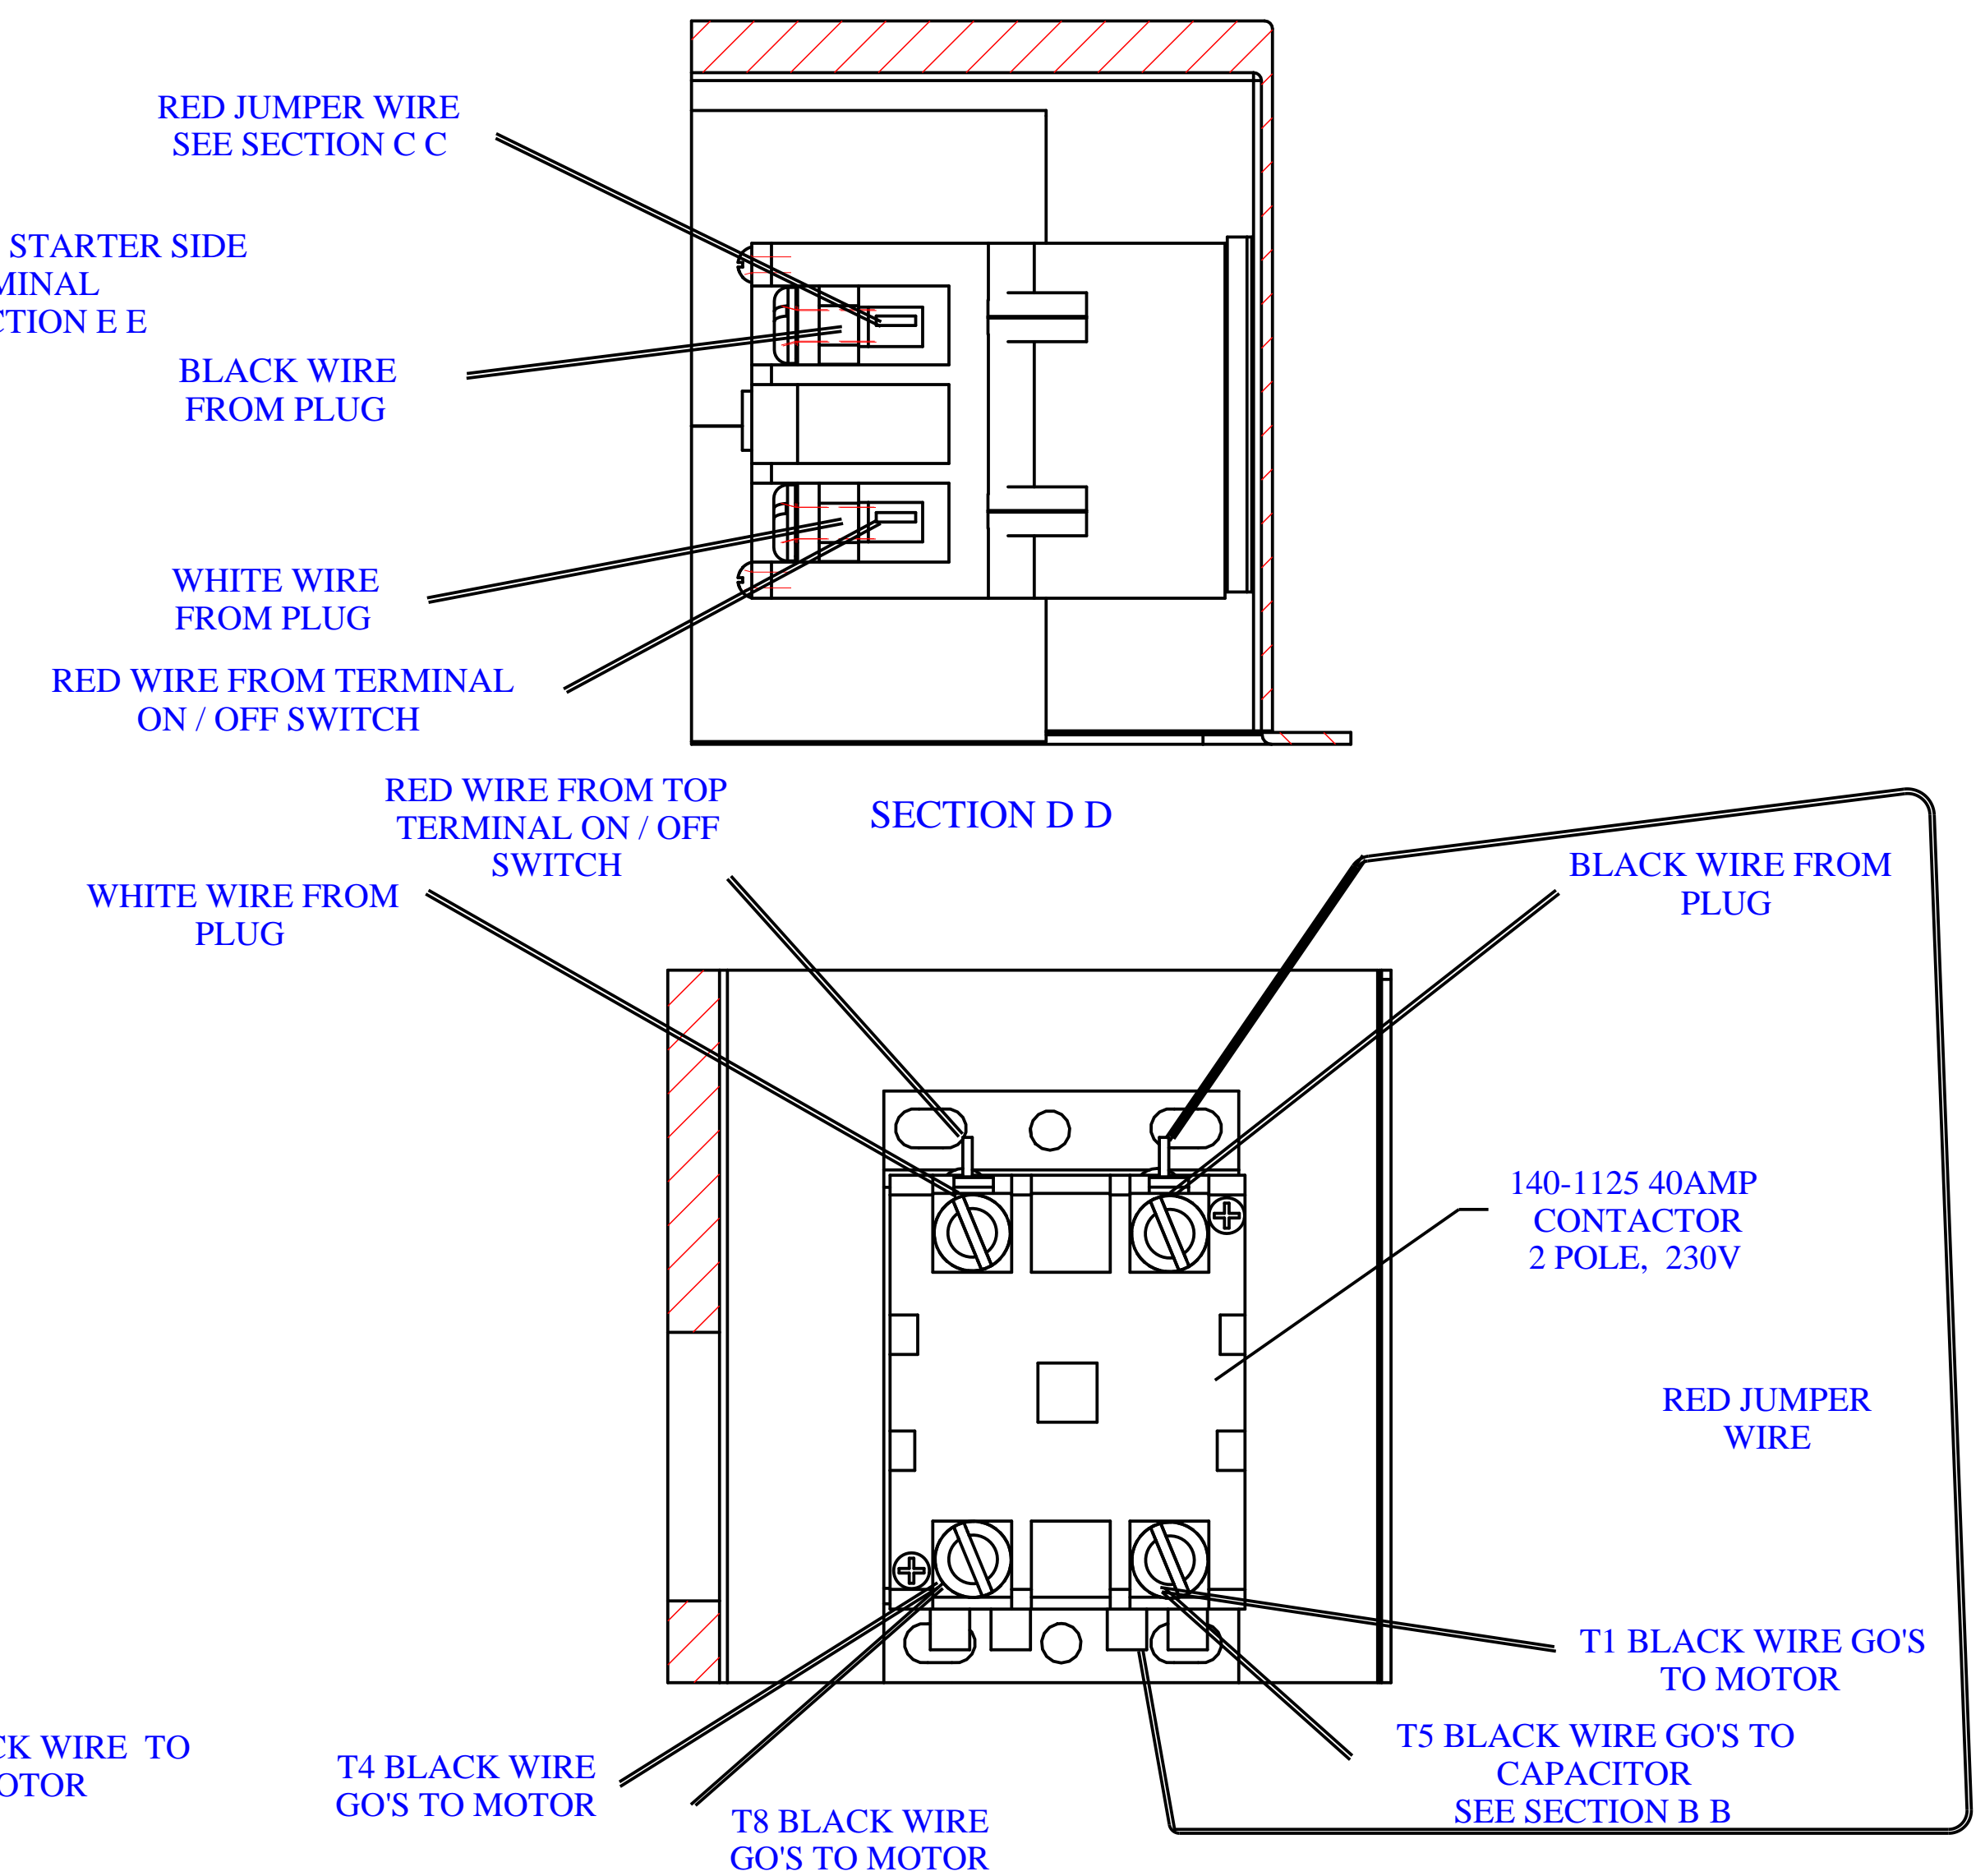 RED JUMPER WIRE
SEE SECTION C C
STARTER SIDE
BLACK WIRE
FROM PLUG
WHITE WIRE
FROM PLUG
RED WIRE FROM TERMINAL
ON / OFF SWITCH
SECTION D D
RED WIRE FROM TOP
TERMINAL ON / OFF
SWITCH
WHITE WIRE FROM
PLUG
BLACK WIRE FROM
PLUG
140-1125 40AMP
CONTACTOR
2 POLE, 230V
RED JUMPER
WIRE
T1 BLACK WIRE GO'S
TO MOTOR
T5 BLACK WIRE GO'S TO
CAPACITOR
SEE SECTION B B
WIRE TO
T4 BLACK WIRE
GO'S TO MOTOR
T8 BLACK WIRE
GO'S TO MOTOR